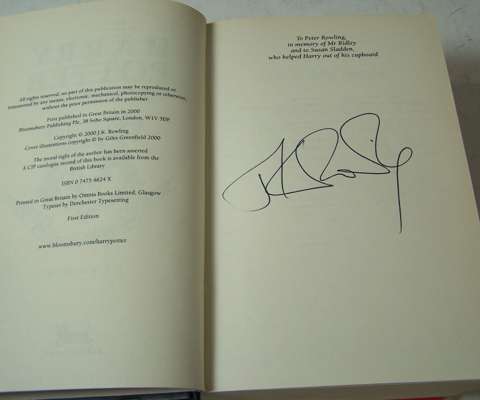 All rights reserved, no part of this publication may be reproduced or
transmitted by any means, electronic, mechanical, photocopying or otherwise,
without the prior permission of the publisher
First published in Great Britain in 2000
Bloomsbury Publishing Plc, 38 Soho Square, London, W1V 5DF
Copyright © 2000 J.K. Rowling
Cover illustrations copyright © by Giles Greenfield 2000
The moral right of the author has been asserted
A CIP catalogue record of this book is available from the
British Library
ISBN 0 7475 4624 X
Printed in Great Britain by Omnia Books Limited, Glasgow
Typeset by Dorchester Typesetting
First Edition
www.bloomsbury.com/harrypotter
To Peter Rowling,
in memory of Mr Ridley
and to Susan Sladden,
who helped Harry out of his cupboard